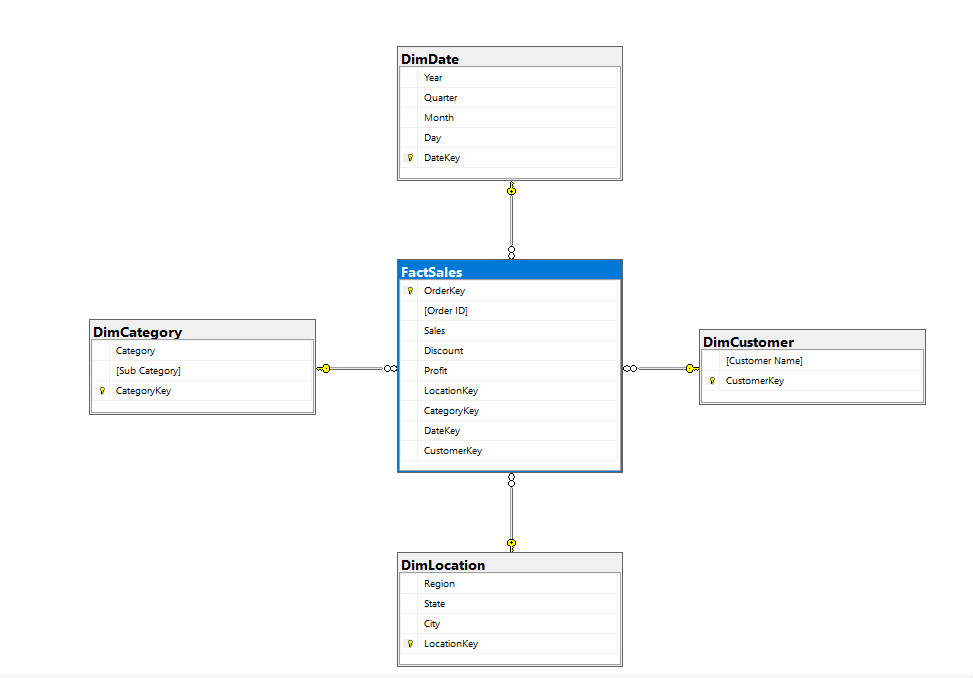 DimDate
Year
Quarter
Month
Day
DateKey
FactSales
OrderKey
[Order ID]
Sales
Discount
Profit
LocationKey
CategoryKey
DateKey
CustomerKey
DimCategory
Category
[Sub Category]
CategoryKey
DimCustomer
[Customer Name]
CustomerKey
DimLocation
Region
State
City
LocationKey